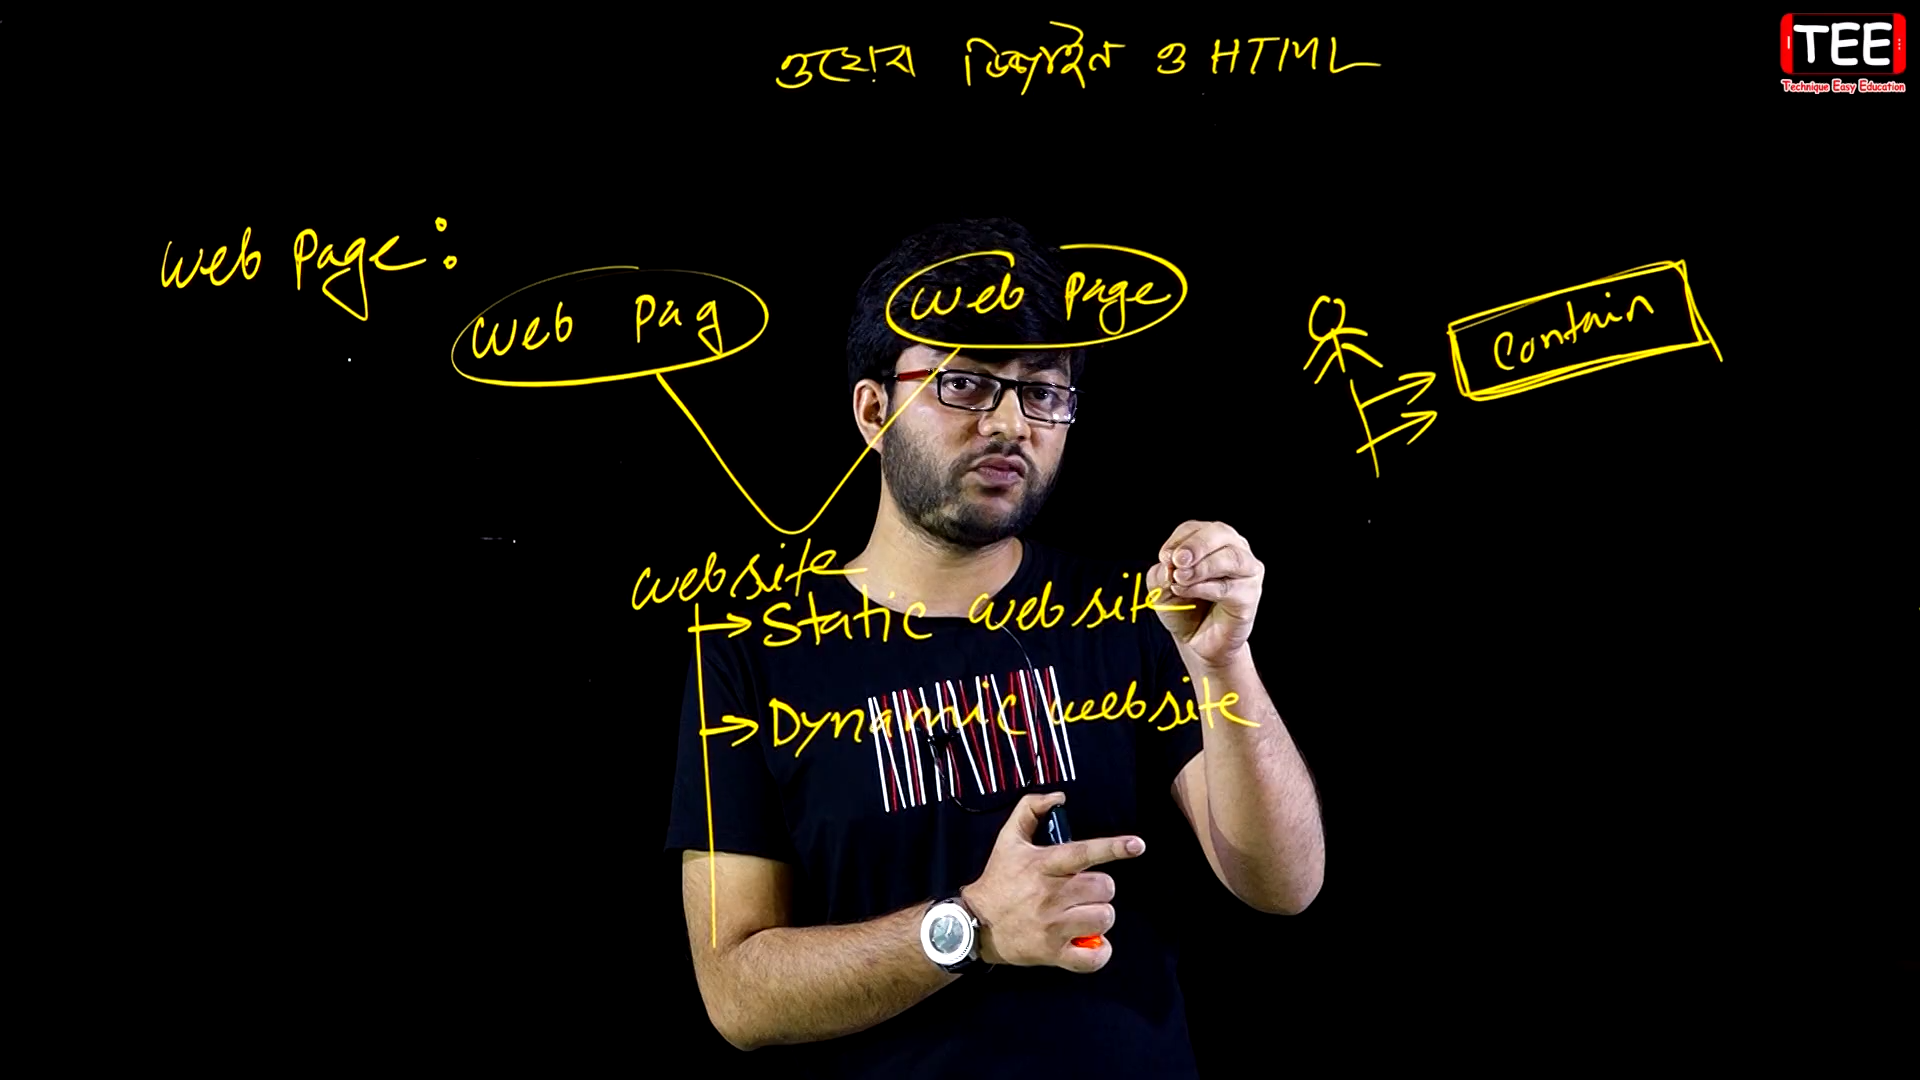 ওয়েব ডিজাইন ও HTML
TEE
Technique Easy Education
Web Page:
Web Pag
Web Page
Contain
Website
Static website
Dynamic website